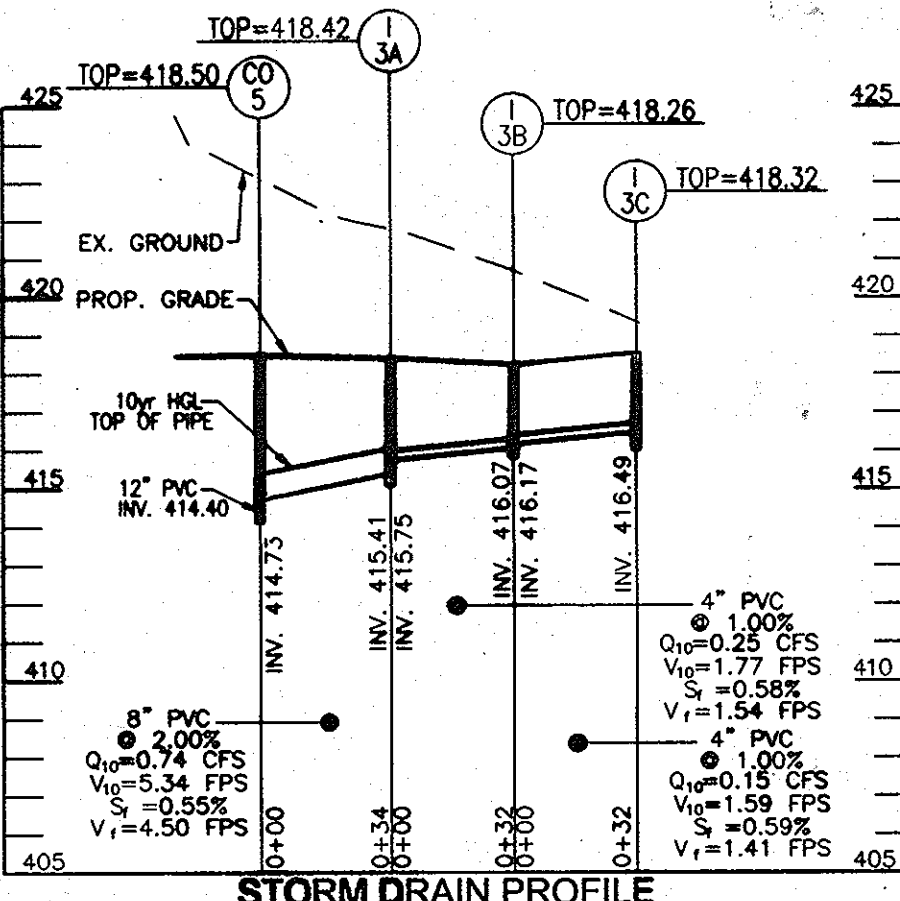 TOP=418.42
I
3A
TOP=418.50
CO
5
I
3B
TOP=418.26
I
3C
TOP=418.32
425
425
EX. GROUND
420
420
PROP. GRADE
10yr HGL
TOP OF PIPE
415
415
12" PVC
INV. 414.40
INV. 414.73
INV. 415.41
INV. 415.75
INV. 416.07
INV. 416.17
INV. 416.49
410
410
4" PVC
@ 1.00%
Q10=0.25 CFS
V10=1.77 FPS
Sf =0.58%
Vf=1.54 FPS
8" PVC
@ 2.00%
Q10=0.74 CFS
V10=5.34 FPS
Sf =0.55%
Vf=4.50 FPS
4" PVC
@ 1.00%
Q10=0.15 CFS
V10=1.59 FPS
Sf =0.59%
Vf=1.41 FPS
0+00
0+34
0+00
0+32
0+00
0+32
405
405
STORM DRAIN PROFILE